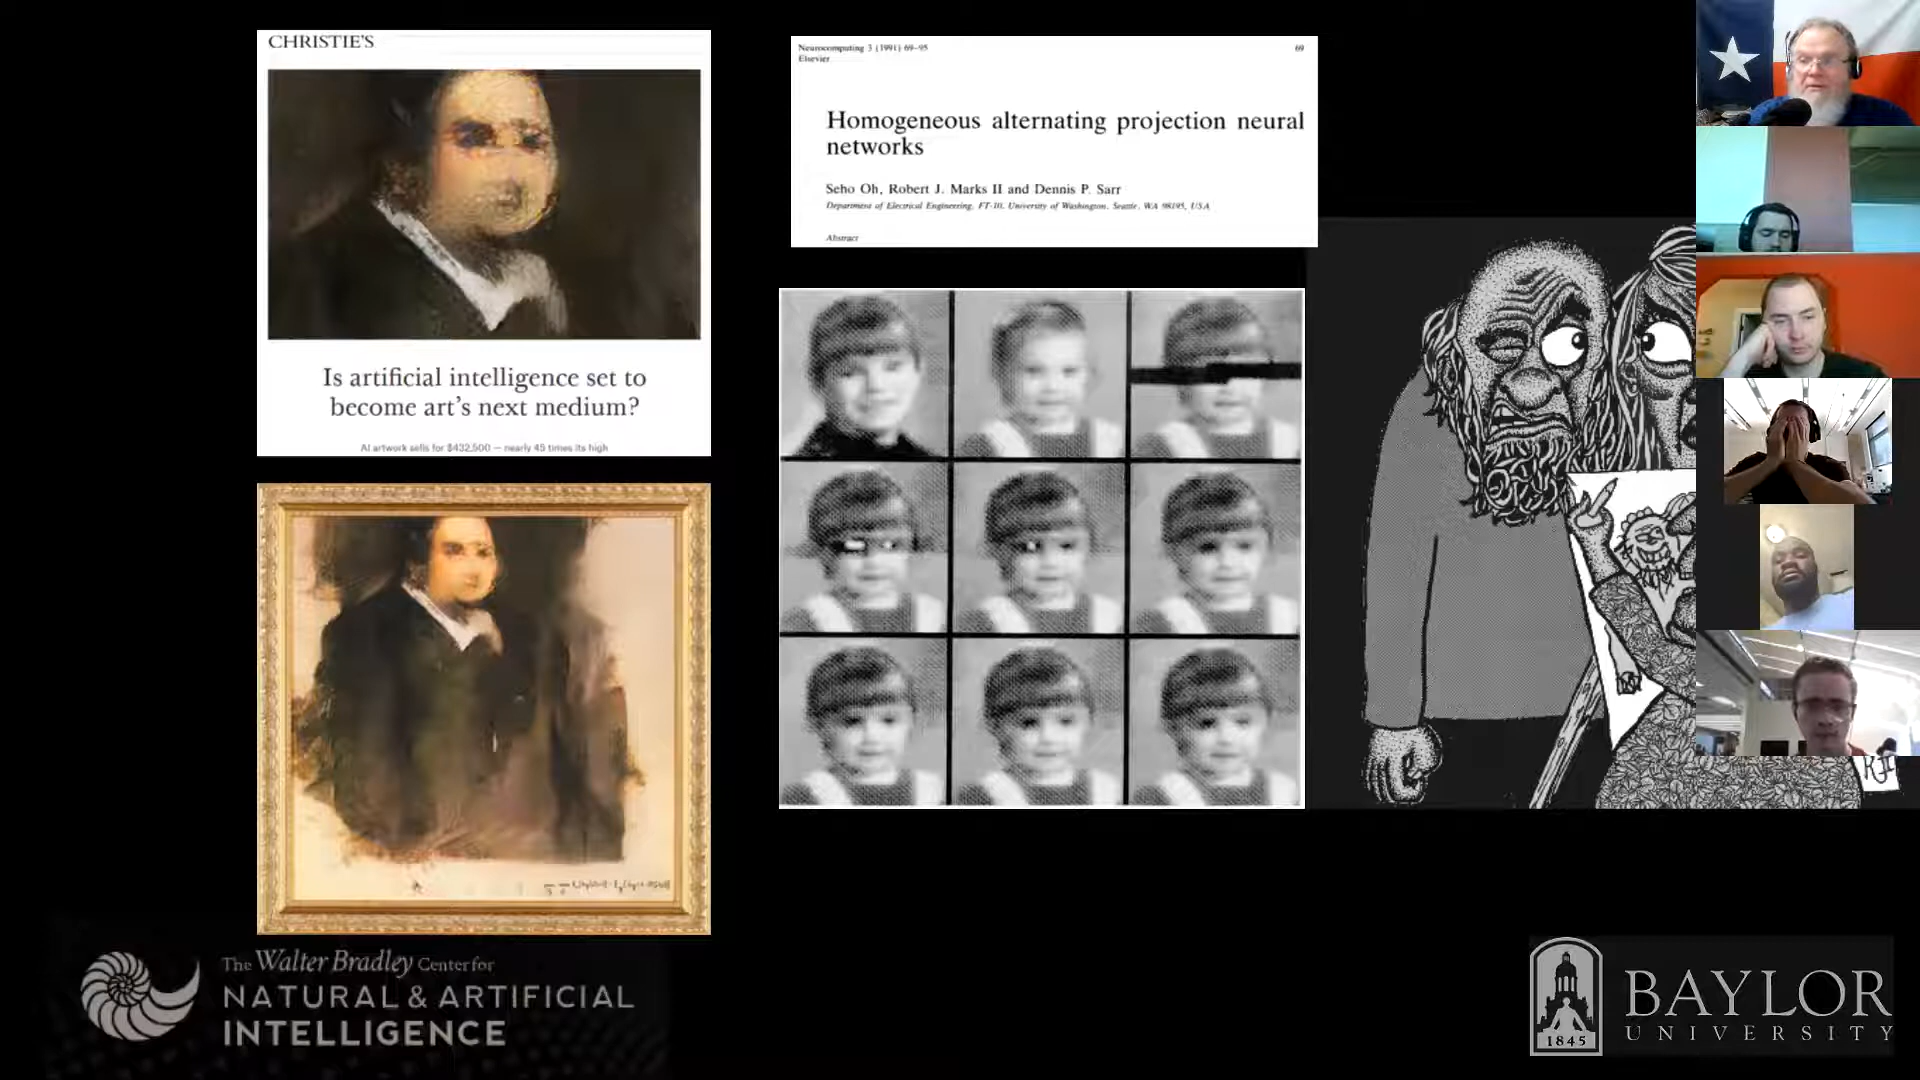 CHRISTIE'S
Is artificial intelligence set to
become art's next medium?
AI artwork sells for $432,500 — nearly 45 times its high
Neurocomputing 3 (1991) 69-95
69
Elsevier
Homogeneous alternating projection neural
networks
Seho Oh, Robert J. Marks II and Dennis P. Sarr
Department of Electrical Engineering, FT-10, University of Washington, Seattle, WA 98195, USA
Abstract
The Walter Bradley Center for
NATURAL & ARTIFICIAL
INTELLIGENCE
1845
BAYLOR
UNIVERSITY